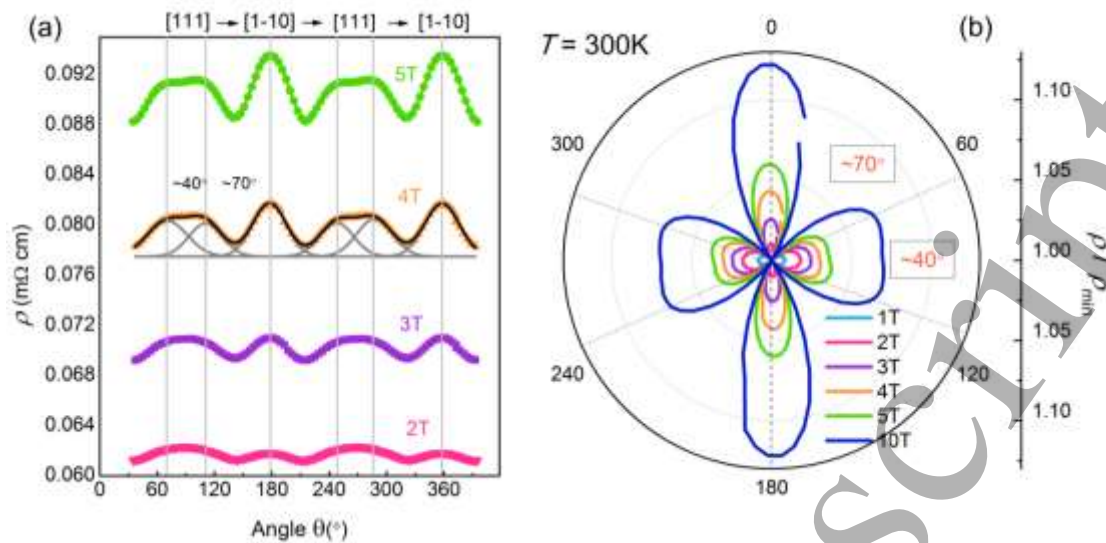 (a)
[111] → [1-10] → [111] → [1-10]
5T
~40° ~70°
4T
3T
2T
0.092
0.088
0.084
0.080
0.076
0.072
0.068
0.064
0.060
ρ (mΩ cm)
0 60 120 180 240 300 360
Angle θ(°)
T = 300K
(b)
0
60
120
180
240
300
~70°
~40°
1T
2T
3T
4T
5T
10T
1.10
1.05
1.00
1.05
1.10
ρ / ρmin
script